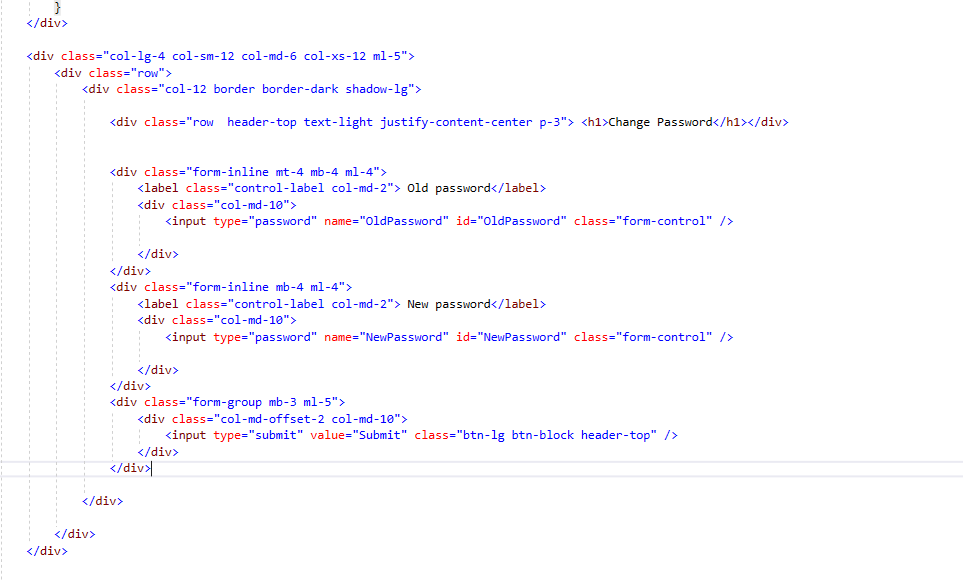 }
</div>
<div class="col-lg-4 col-sm-12 col-md-6 col-xs-12 ml-5">
<div class="row">
<div class="col-12 border border-dark shadow-lg">
<div class="row  header-top text-light justify-content-center p-3"> <h1>Change Password</h1></div>
<div class="form-inline mt-4 mb-4 ml-4">
<label class="control-label col-md-2"> Old password</label>
<div class="col-md-10">
<input type="password" name="OldPassword" id="OldPassword" class="form-control" />
</div>
</div>
<div class="form-inline mb-4 ml-4">
<label class="control-label col-md-2"> New password</label>
<div class="col-md-10">
<input type="password" name="NewPassword" id="NewPassword" class="form-control" />
</div>
</div>
<div class="form-group mb-3 ml-5">
<div class="col-md-offset-2 col-md-10">
<input type="submit" value="Submit" class="btn-lg btn-block header-top" />
</div>
</div>
</div>
</div>
</div>